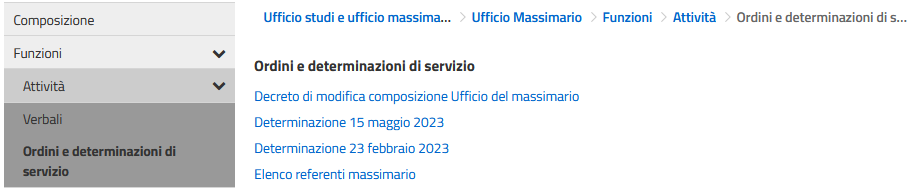 Composizione
Funzioni
Attività
Verbali
Ordini e determinazioni di
servizio
Ufficio studi e ufficio massima... Ufficio Massimario Funzioni Attività Ordini e determinazioni di s...
Ordini e determinazioni di servizio
Decreto di modifica composizione Ufficio del massimario
Determinazione 15 maggio 2023
Determinazione 23 febbraio 2023
Elenco referenti massimario